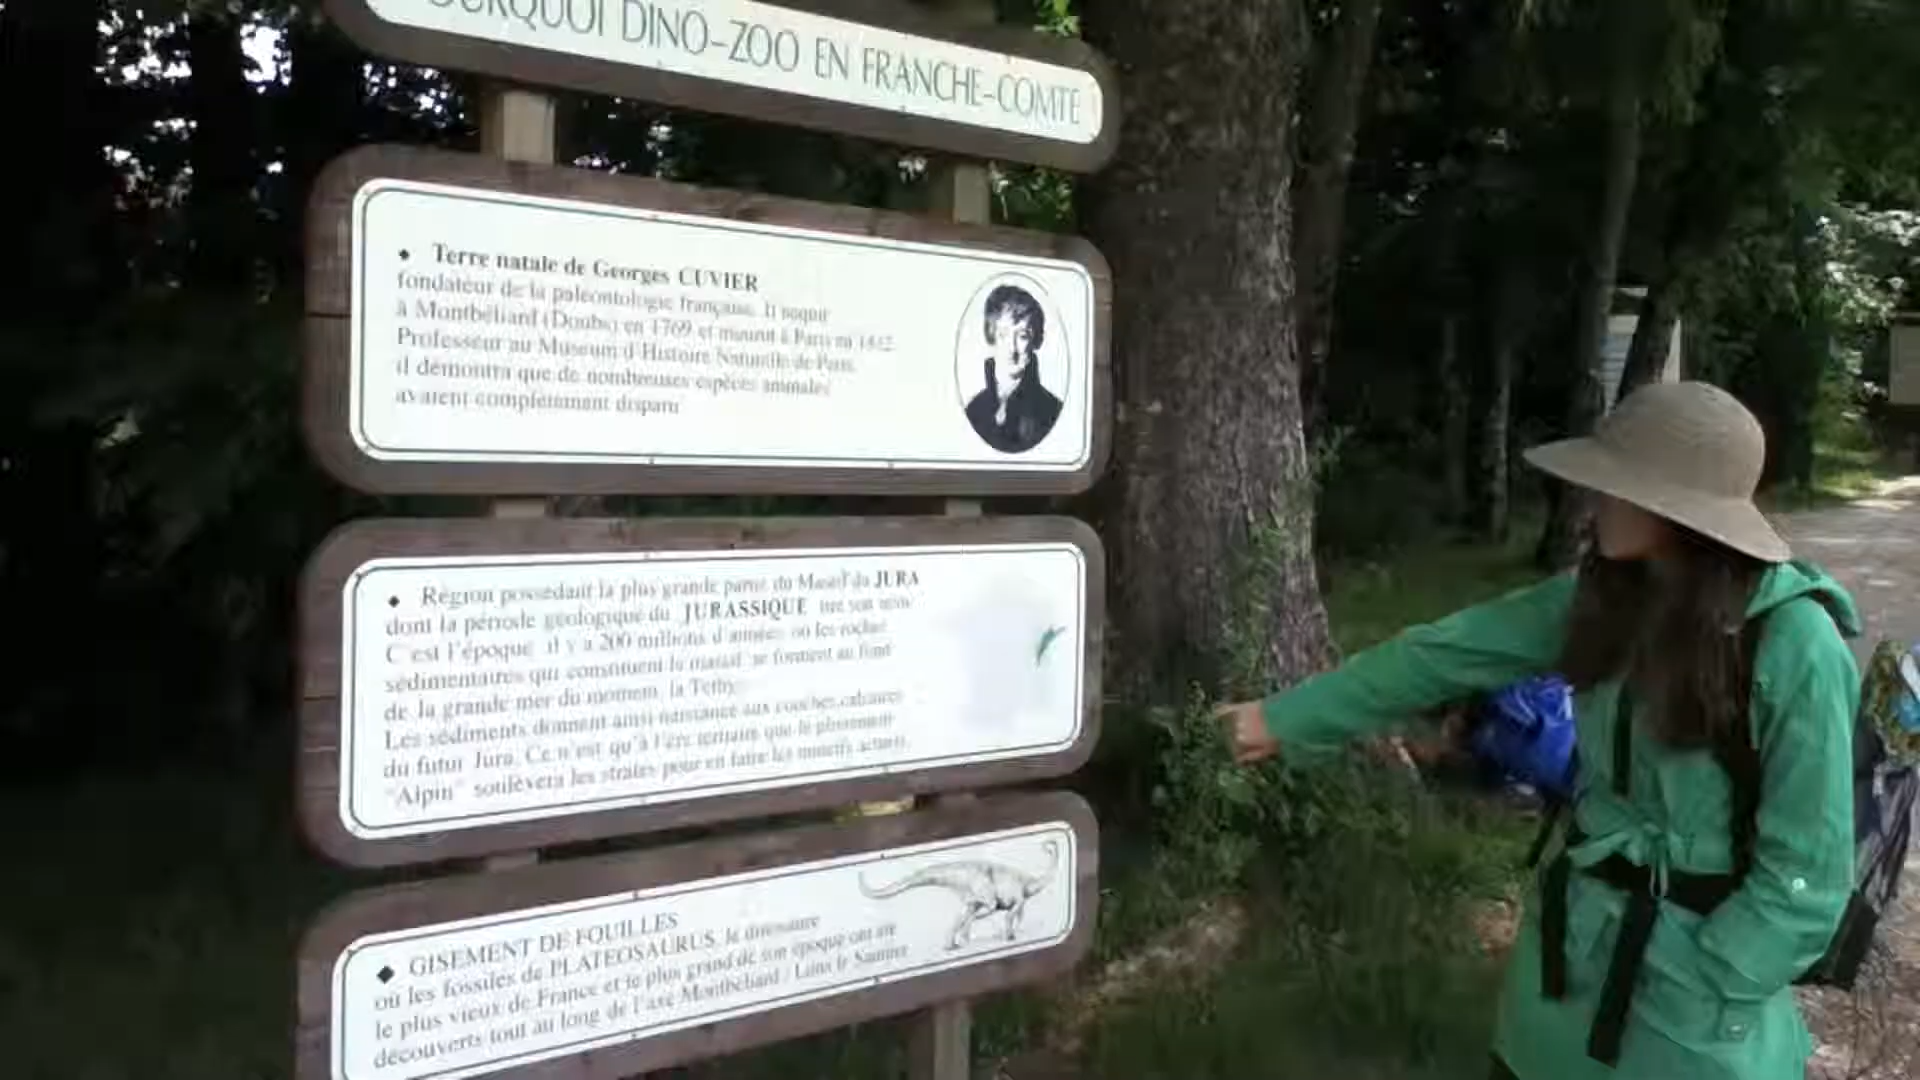 OURQUOI DINO-ZOO EN FRANCHE-COMTE
◆ Terre natale de Georges CUVIER
fondateur de la paléontologie française. Il naquit
à Montbéliard (Doubs) en 1769 et mourut à Paris en 1832.
Professeur au Museum d'Histoire Naturelle de Paris,
il démontra que de nombreuses espèces animales
avaient complètement disparu
◆ Région possédant la plus grande partie du Massif du JURA
dont la période géologique du JURASSIQUE tire son nom
C'est l'époque il y a 200 millions d'années où les roches
sédimentaires qui constituent le massif se forment au fond
de la grande mer du moment, la Téthys
Les sédiments donnent ainsi naissance aux couches calcaires
du futur Jura. Ce n'est qu'à l'ère tertiaire que le plissement
"Alpin" soulèvera les strates pour en faire les massifs actuels.
◆ GISEMENT DE FOUILLES
où les fossiles de PLATEOSAURUS, le dinosaure
le plus vieux de France et le plus grand de son époque ont été
découverts tout au long de l'axe Montbéliard / Lons le Saunier